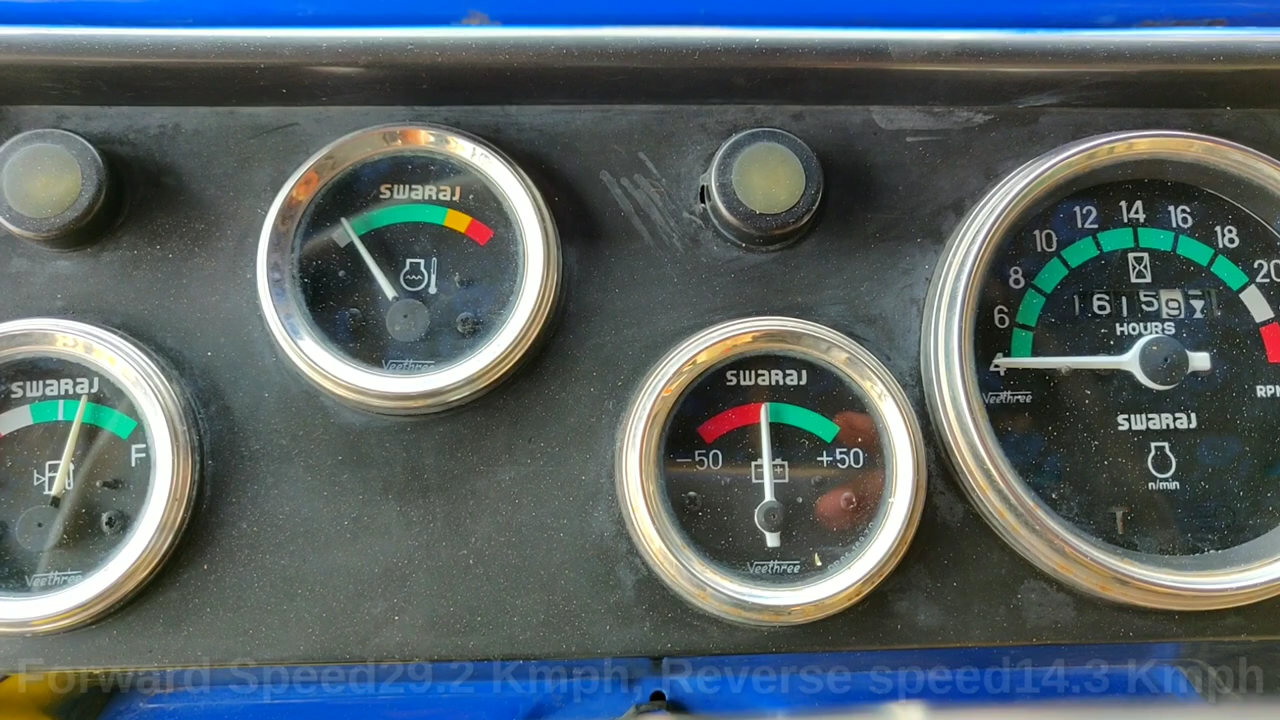 SWARAJ
Veethree
SWARAJ
F
Veethree
SWARAJ
-50 +50
Veethree
4 6 8 10 12 14 16 18 20
HOURS
RPM
Veethree
SWARAJ
n/min
Forward Speed29.2 Kmph, Reverse speed14.3 Kmph